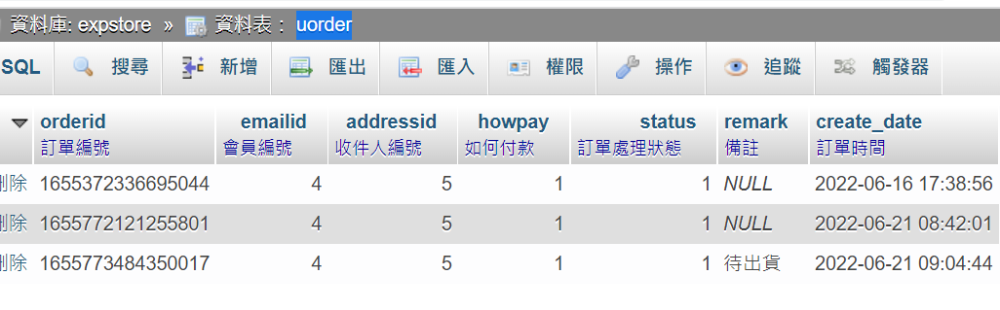 資料庫: expstore » 資料表： uorder
SQL 搜尋 新增 匯出 匯入 權限 操作 追蹤 觸發器
orderid emailid addressid howpay status remark create_date
訂單編號 會員編號 收件人編號 如何付款 訂單處理狀態 備註 訂單時間
刪除 1655372336695044 4 5 1 1 NULL 2022-06-16 17:38:56
刪除 1655772121255801 4 5 1 1 NULL 2022-06-21 08:42:01
刪除 1655773484350017 4 5 1 1 待出貨 2022-06-21 09:04:44